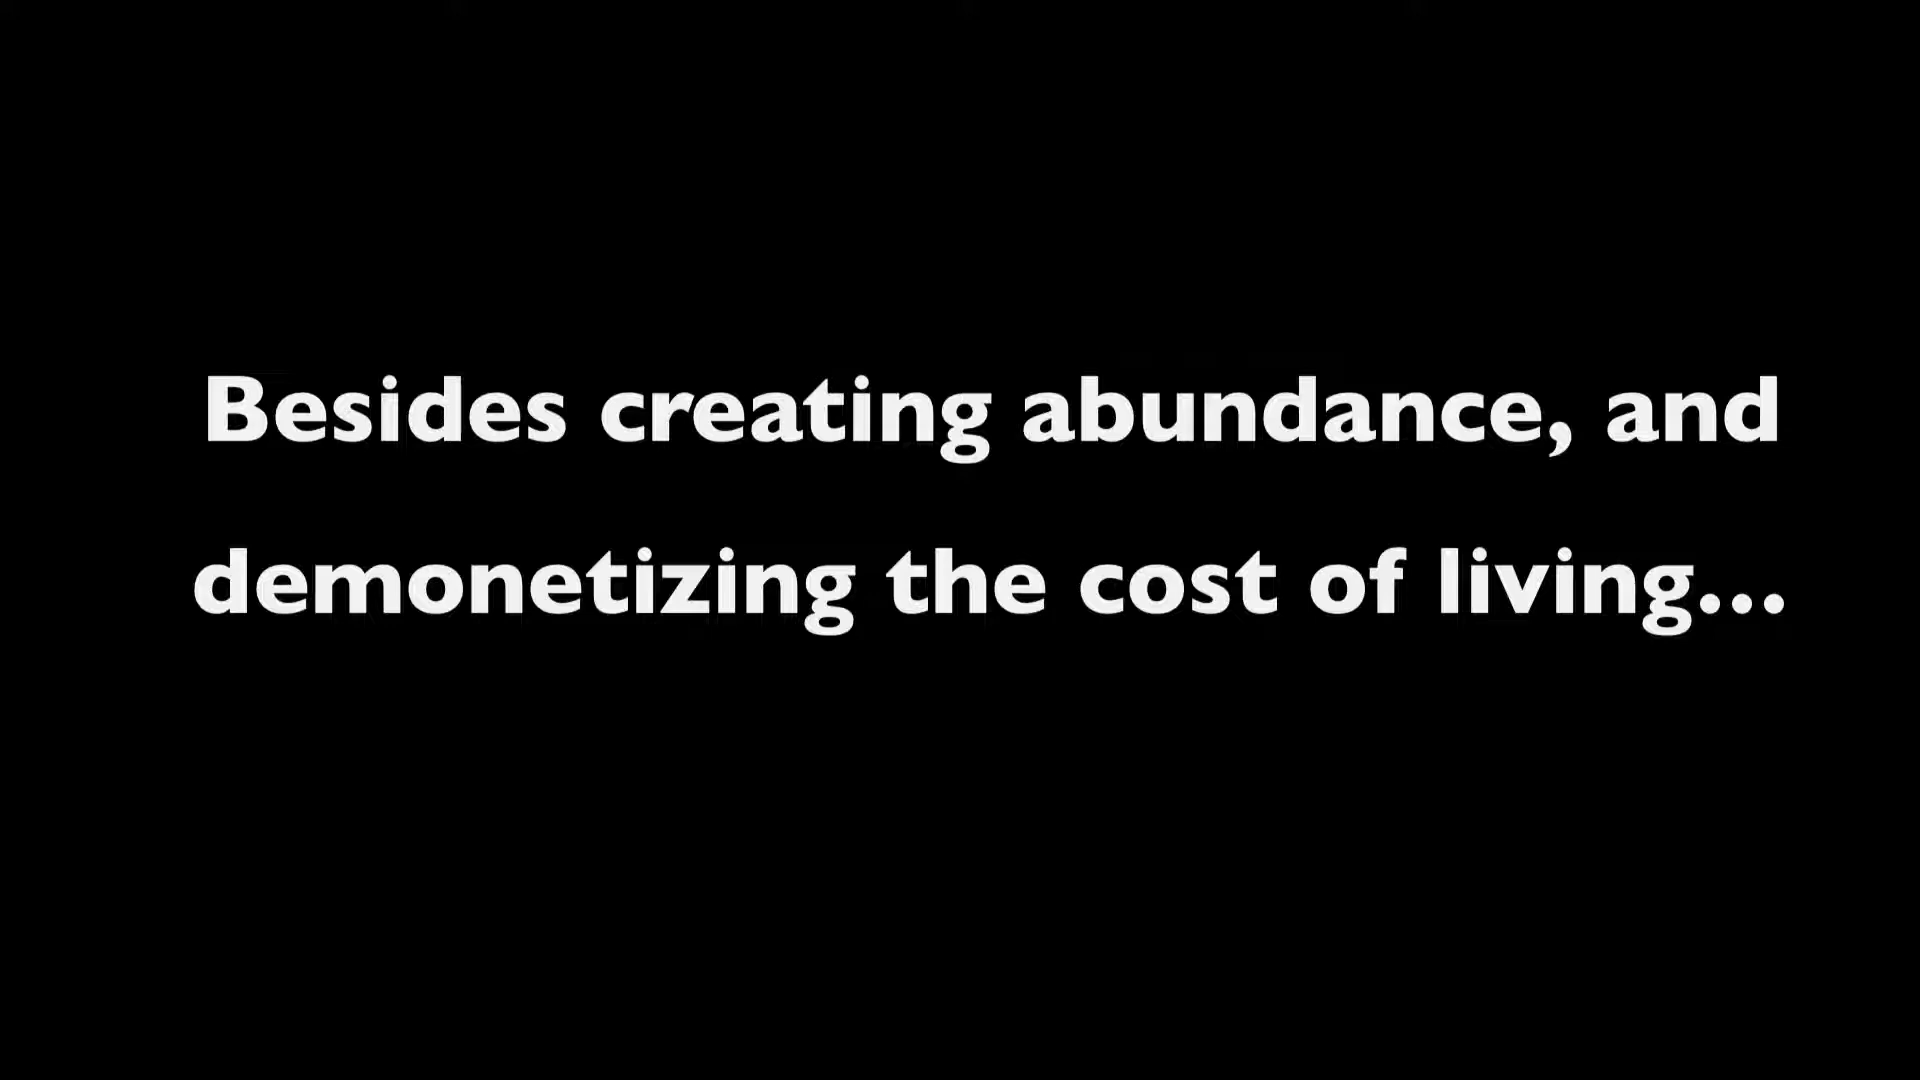 Besides creating abundance, and
demonetizing the cost of living...